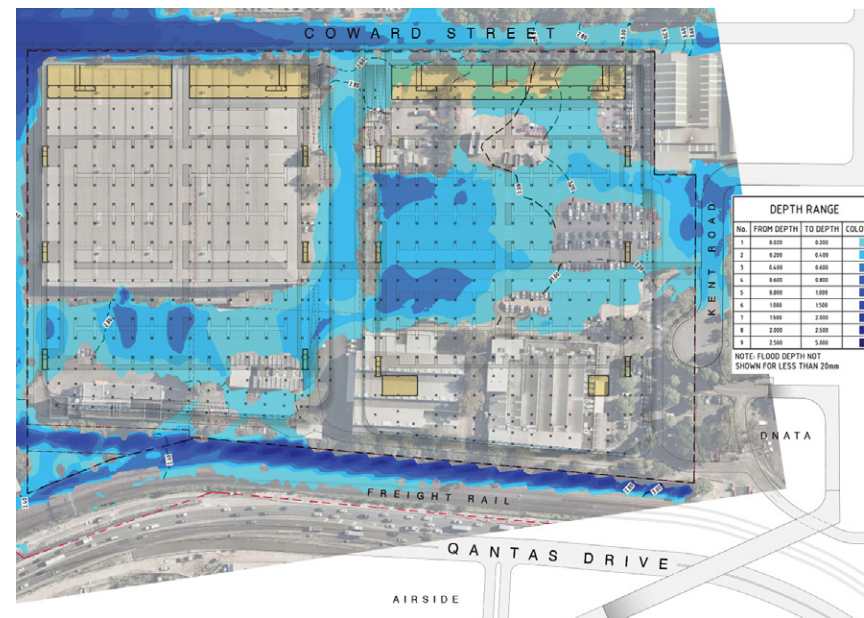 COWARD STREET
KENT ROAD
DEPTH RANGE
No. FROM DEPTH TO DEPTH COLO
1 0.020 0.200
2 0.200 0.400
3 0.400 0.600
4 0.600 0.800
5 0.800 1.000
6 1.000 1.500
7 1.500 2.000
8 2.000 2.500
9 2.500 5.000
NOTE: FLOOD DEPTH NOT
SHOWN FOR LESS THAN 20mm
DNATA
FREIGHT RAIL
QANTAS DRIVE
AIRSIDE